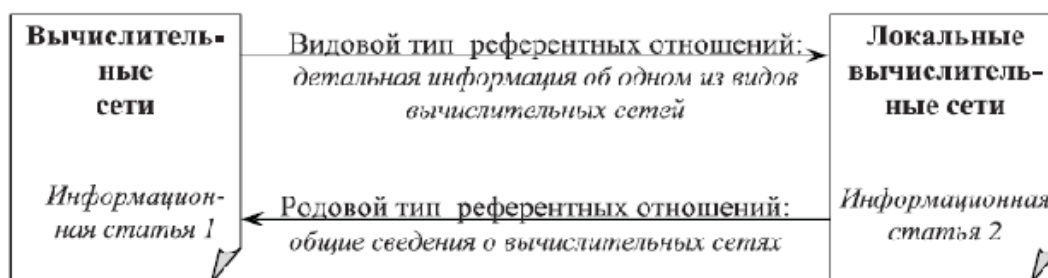 Вычислитель-
ные
сети
Информацион-
ная статья 1
Видовой тип референтных отношений:
детальная информация об одном из видов
вычислительных сетей
Родовой тип референтных отношений:
общие сведения о вычислительных сетях
Локальные
вычислитель-
ные сети
Информационная
статья 2